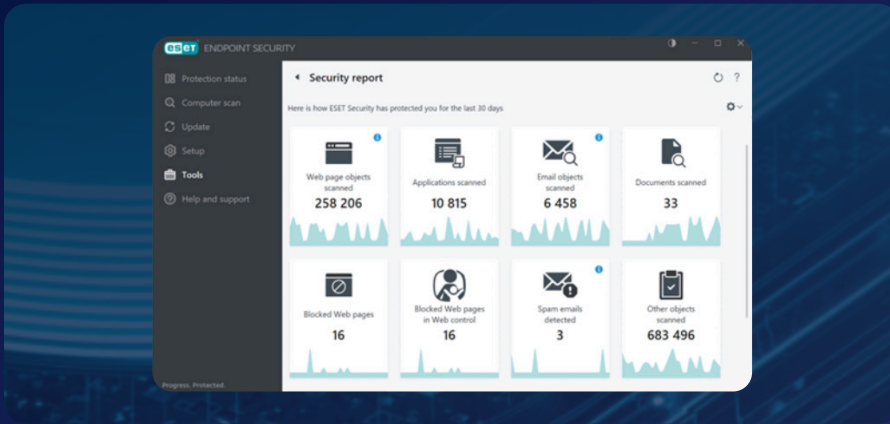 eset ENDPOINT SECURITY
Protection status
Computer scan
Update
Setup
Tools
Help and support
Progress. Protected.
Security report
?
Here is how ESET Security has protected you for the last 30 days
Web page objects
scanned
258 206
Applications scanned
10 815
Email objects
scanned
6 458
Documents scanned
33
Blocked Web pages
16
Blocked Web pages
in Web control
16
Spam emails
detected
3
Other objects
scanned
683 496